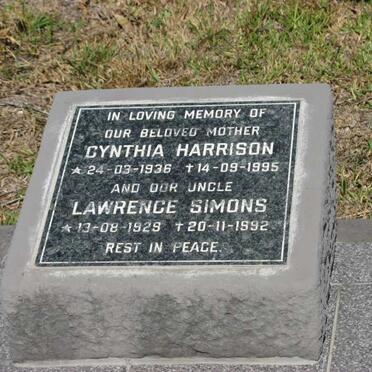 IN LOVING MEMORY OF
OUR BELOVED MOTHER
CYNTHIA HARRISON
★ 24-03-1936 ✝ 14-09-1995
AND OUR UNCLE
LAWRENCE SIMONS
★ 13-08-1929 ✝ 20-11-1992
REST IN PEACE.